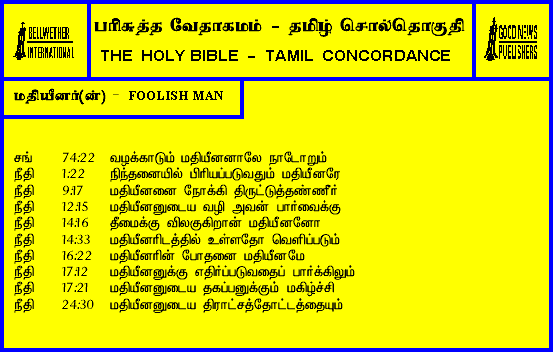 BELLWETHER
INTERNATIONAL
பரிசுத்த வேதாகமம் - தமிழ் சொல்தொகுதி
THE HOLY BIBLE - TAMIL CONCORDANCE
GOOD NEWS
PUBLISHERS
மதியீனர்(ன்) - FOOLISH MAN
சங் 74:22 வழக்காடும் மதியீனனாலே நாடோறும்
நீதி 1:22 நிந்தனையில் பிரியப்படுவதும் மதியீனரே
நீதி 9:17 மதியீனனை நோக்கி திருட்டுத்தண்ணீர்
நீதி 12:15 மதியீனனுடைய வழி அவன் பார்வைக்கு
நீதி 14:16 தீமைக்கு விலகுகிறான் மதியீனனோ
நீதி 14:33 மதியீனரிடத்தில் உள்ளதோ வெளிப்படும்
நீதி 16:22 மதியீனரின் போதனை மதியீனமே
நீதி 17:12 மதியீனனுக்கு எதிர்ப்படுவதைப் பார்க்கிலும்
நீதி 17:21 மதியீனனுடைய தகப்பனுக்கும் மகிழ்ச்சி
நீதி 24:30 மதியீனனுடைய திராட்சத்தோட்டத்தையும்